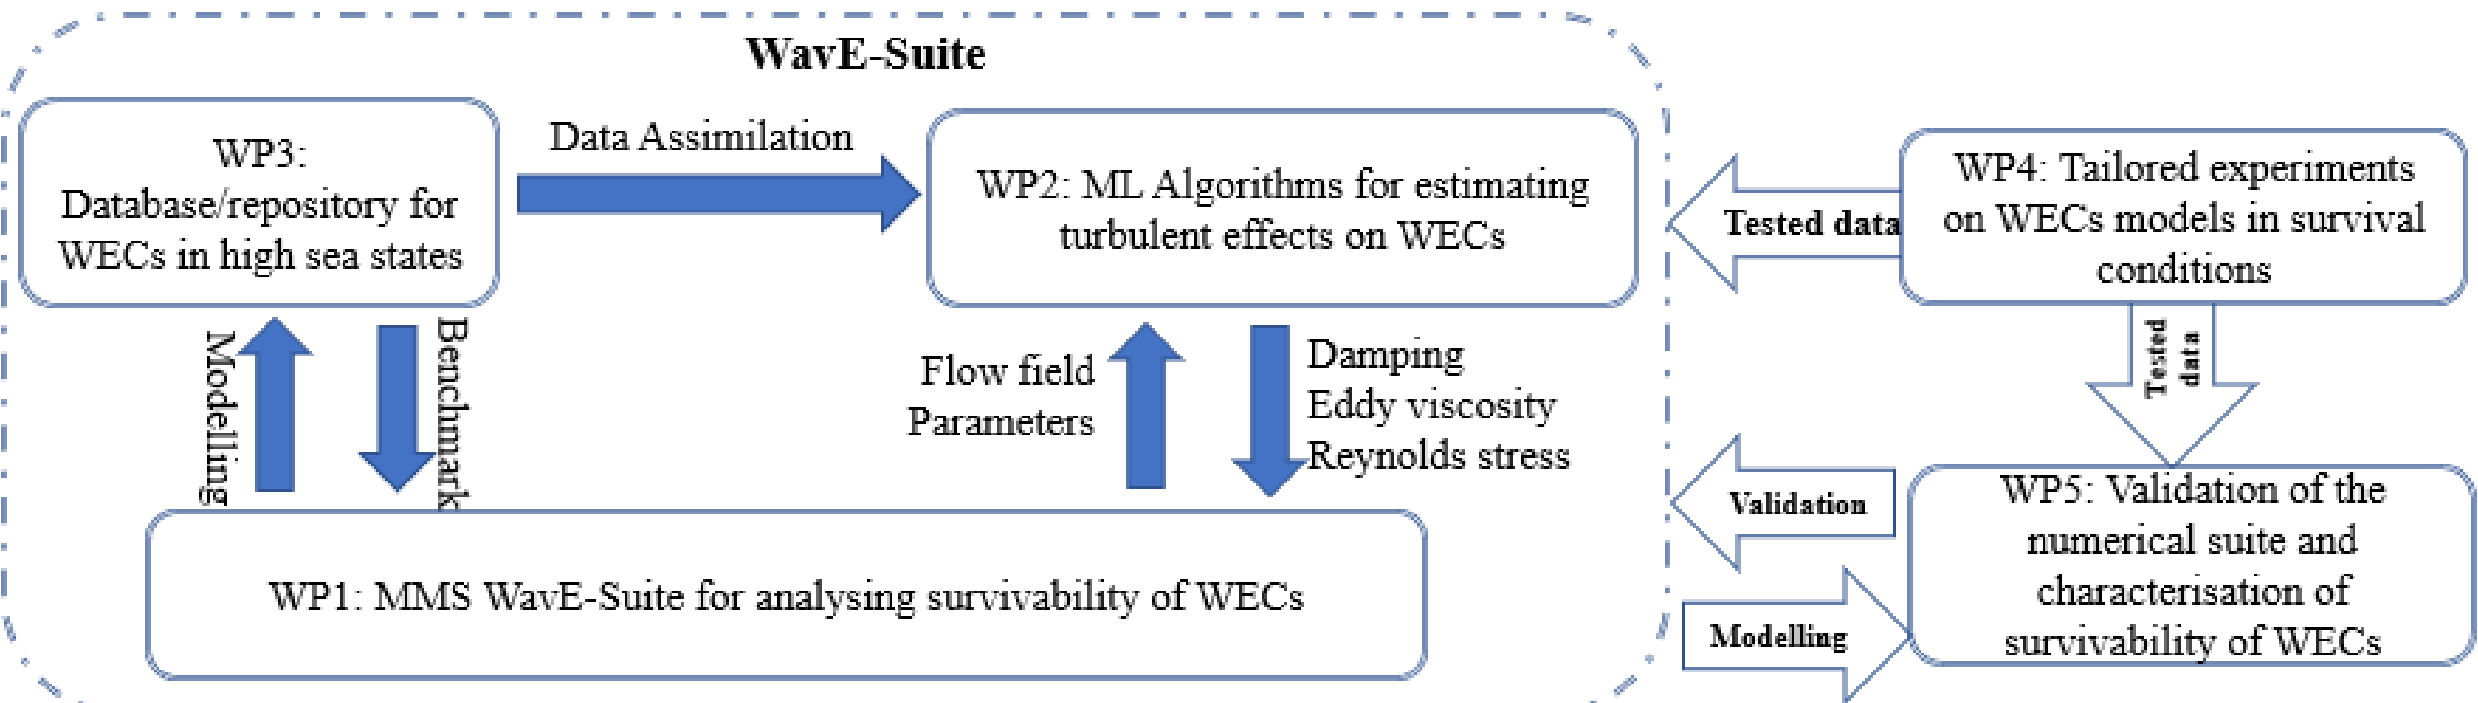 WavE-Suite
WP3:
Database/repository for
WECs in high sea states
Data Assimilation
WP2: ML Algorithms for estimating
turbulent effects on WECs
Tested data
WP4: Tailored experiments
on WECs models in survival
conditions
Modelling
Benchmark
Flow field
Parameters
Damping
Eddy viscosity
Reynolds stress
Tested
data
WP1: MMS WavE-Suite for analysing survivability of WECs
Validation
Modelling
WP5: Validation of the
numerical suite and
characterisation of
survivability of WECs